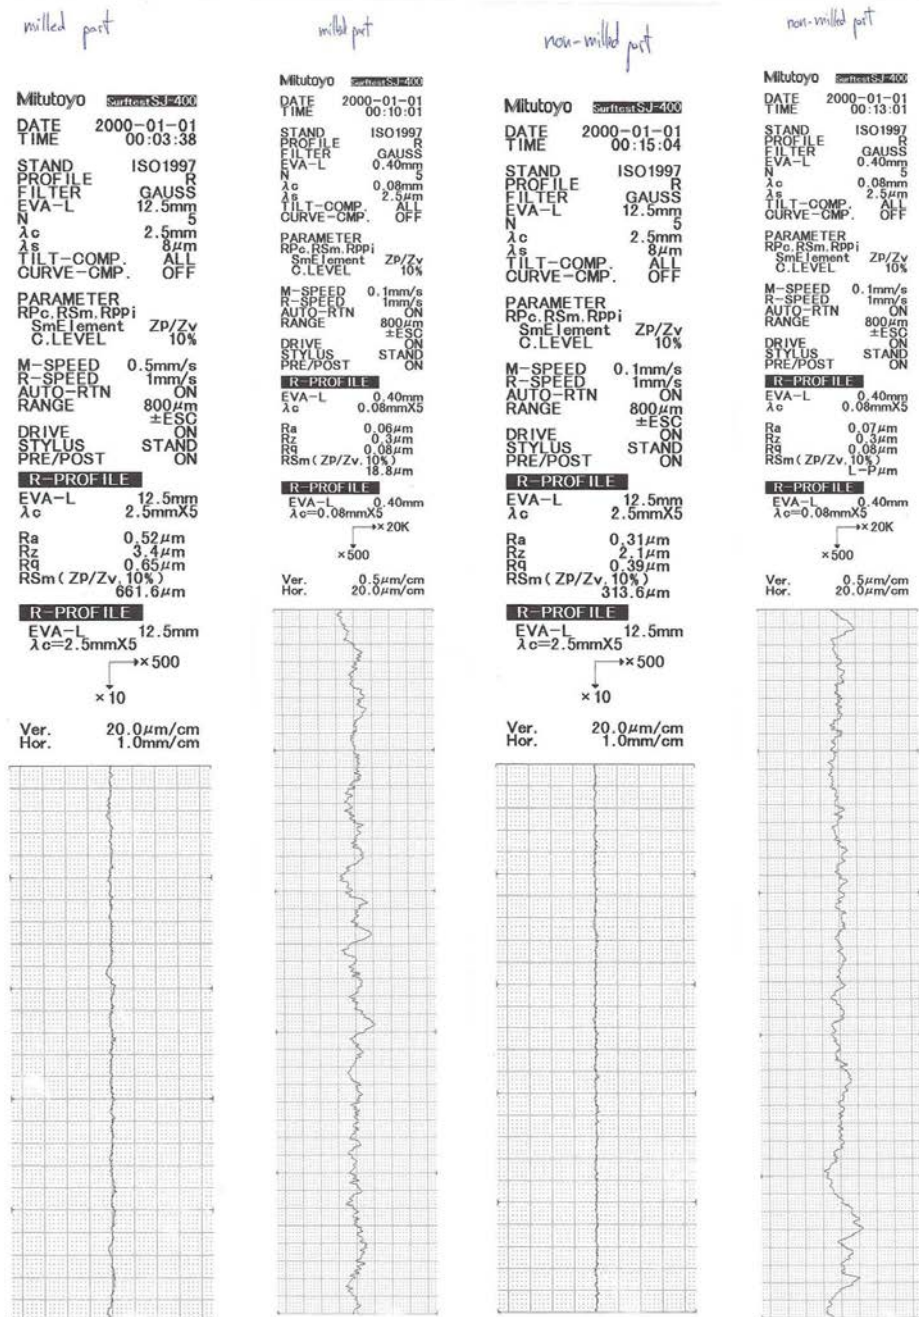 milled part
Mitutoyo SurftestSJ-400
DATE 2000-01-01
TIME 00:03:38
STAND ISO1997
PROFILE R
FILTER GAUSS
EVA-L 12.5mm
N 5
λc 2.5mm
λs 8μm
TILT-COMP. ALL
CURVE-CMP. OFF
PARAMETER
RPc.RSm.RPPi
SmElement ZP/Zv
C.LEVEL 10%
M-SPEED 0.5mm/s
R-SPEED 1mm/s
AUTO-RTN ON
RANGE 800μm
±ESC
DRIVE ON
STYLUS STAND
PRE/POST ON
R-PROFILE
EVA-L 12.5mm
λc 2.5mmX5
Ra 0.52μm
Rz 3.4μm
Rq 0.65μm
RSm(ZP/Zv,10%)
661.6μm
R-PROFILE
EVA-L 12.5mm
λc=2.5mmX5
×500
×10
Ver. 20.0μm/cm
Hor. 1.0mm/cm
milled part
Mitutoyo SurftestSJ-400
DATE 2000-01-01
TIME 00:10:01
STAND ISO1997
PROFILE R
FILTER GAUSS
EVA-L 0.40mm
N 5
λc 0.08mm
λs 2.5μm
TILT-COMP. ALL
CURVE-CMP. OFF
PARAMETER
RPc.RSm.RPPi
SmElement ZP/Zv
C.LEVEL 10%
M-SPEED 0.1mm/s
R-SPEED 1mm/s
AUTO-RTN ON
RANGE 800μm
±ESC
DRIVE ON
STYLUS STAND
PRE/POST ON
R-PROFILE
EVA-L 0.40mm
λc 0.08mmX5
Ra 0.06μm
Rz 0.3μm
Rq 0.08μm
RSm(ZP/Zv,10%)
18.8μm
R-PROFILE
EVA-L 0.40mm
λc=0.08mmX5
×20K
×500
Ver. 0.5μm/cm
Hor. 20.0μm/cm
non-milled part
Mitutoyo SurftestSJ-400
DATE 2000-01-01
TIME 00:15:04
STAND ISO1997
PROFILE R
FILTER GAUSS
EVA-L 12.5mm
N 5
λc 2.5mm
λs 8μm
TILT-COMP. ALL
CURVE-CMP. OFF
PARAMETER
RPc.RSm.RPPi
SmElement ZP/Zv
C.LEVEL 10%
M-SPEED 0.1mm/s
R-SPEED 1mm/s
AUTO-RTN ON
RANGE 800μm
±ESC
DRIVE ON
STYLUS STAND
PRE/POST ON
R-PROFILE
EVA-L 12.5mm
λc 2.5mmX5
Ra 0.31μm
Rz 2.1μm
Rq 0.39μm
RSm(ZP/Zv,10%)
313.6μm
R-PROFILE
EVA-L 12.5mm
λc=2.5mmX5
×500
×10
Ver. 20.0μm/cm
Hor. 1.0mm/cm
non-milled part
Mitutoyo SurftestSJ-400
DATE 2000-01-01
TIME 00:13:01
STAND ISO1997
PROFILE R
FILTER GAUSS
EVA-L 0.40mm
N 5
λc 0.08mm
λs 2.5μm
TILT-COMP. ALL
CURVE-CMP. OFF
PARAMETER
RPc.RSm.RPPi
SmElement ZP/Zv
C.LEVEL 10%
M-SPEED 0.1mm/s
R-SPEED 1mm/s
AUTO-RTN ON
RANGE 800μm
±ESC
DRIVE ON
STYLUS STAND
PRE/POST ON
R-PROFILE
EVA-L 0.40mm
λc 0.08mmX5
Ra 0.07μm
Rz 0.3μm
Rq 0.08μm
RSm(ZP/Zv,10%)
L-Pμm
R-PROFILE
EVA-L 0.40mm
λc=0.08mmX5
×20K
×500
Ver. 0.5μm/cm
Hor. 20.0μm/cm